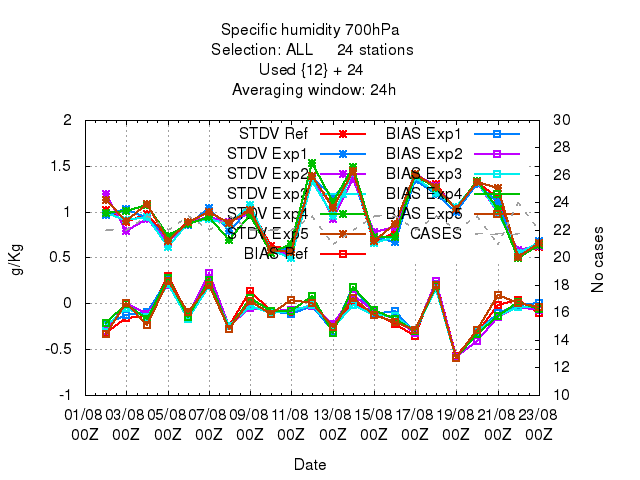 Specific humidity 700hPa
Selection: ALL 24 stations
Used {12} + 24
Averaging window: 24h
2
1.5
1
0.5
0
-0.5
-1
g/Kg
30
28
26
24
22
20
18
16
14
12
10
No cases
STDV Ref
STDV Exp1
STDV Exp2
STDV Exp3
STDV Exp4
STDV Exp5
BIAS Ref
BIAS Exp1
BIAS Exp2
BIAS Exp3
BIAS Exp4
BIAS Exp5
CASES
01/08 03/08 05/08 07/08 09/08 11/08 13/08 15/08 17/08 19/08 21/08 23/08
00Z 00Z 00Z 00Z 00Z 00Z 00Z 00Z 00Z 00Z 00Z 00Z
Date